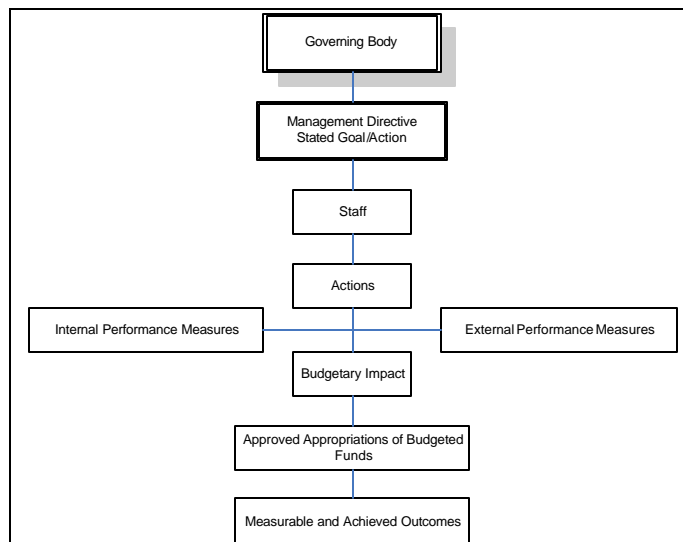 Governing Body
Management Directive
Stated Goal/Action
Staff
Actions
Internal Performance Measures
External Performance Measures
Budgetary Impact
Approved Appropriations of Budgeted
Funds
Measurable and Achieved Outcomes